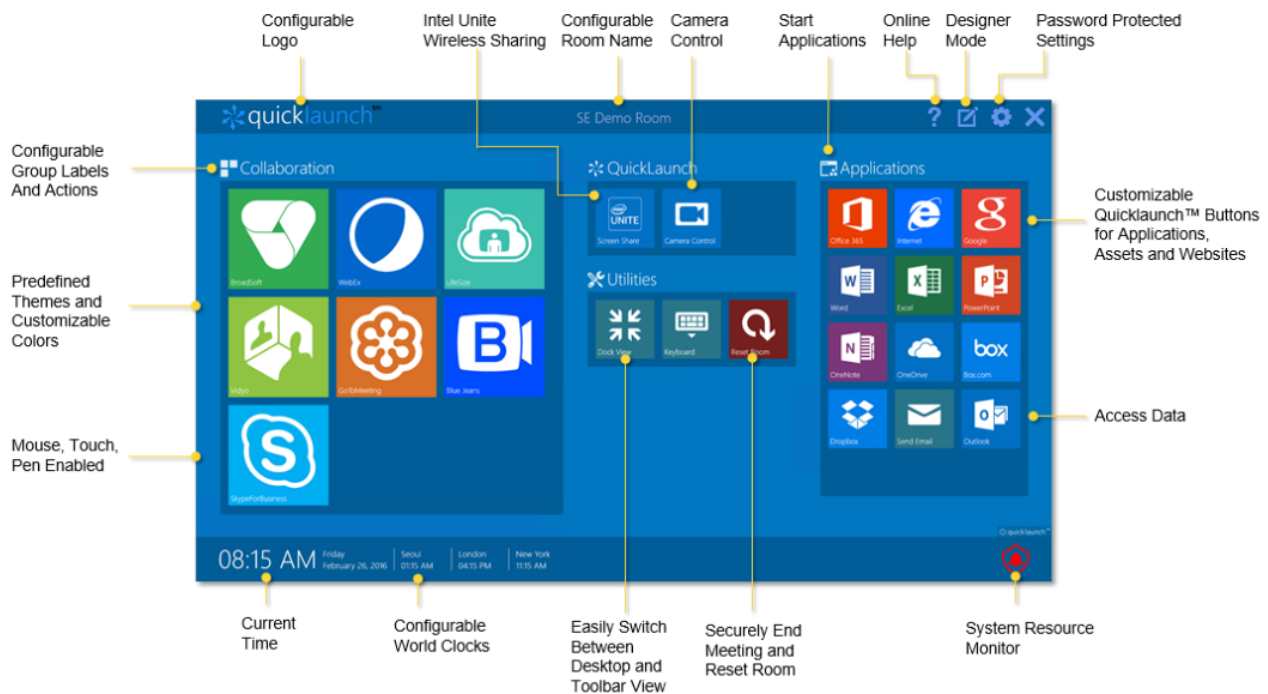 Configurable
Logo
Intel Unite
Wireless Sharing
Configurable
Room Name
Camera
Control
Start
Applications
Online
Help
Designer
Mode
Password Protected
Settings
quicklaunch™
SE Demo Room
?
Configurable
Group Labels
And Actions
Predefined
Themes and
Customizable
Colors
Mouse, Touch,
Pen Enabled
Collaboration
BroadSoft
WebEx
LifeSize
Vidyo
GoToMeeting
B
Blue Jeans
S
SkypeForBusiness
QuickLaunch
intel
UNITE
Screen Share
Camera Control
Utilities
Dock View
Keyboard
Reset Room
Applications
Office 365
Internet
Google
Word
Excel
PowerPoint
OneNote
OneDrive
box
Box.com
Dropbox
Send Email
Outlook
Customizable
Quicklaunch™ Buttons
for Applications,
Assets and Websites
Access Data
quicklaunch™
08:15 AM
Friday
February 26, 2016
Seoul
01:15 AM
London
04:15 PM
New York
11:15 AM
Current
Time
Configurable
World Clocks
Easily Switch
Between
Desktop and
Toolbar View
Securely End
Meeting and
Reset Room
System Resource
Monitor